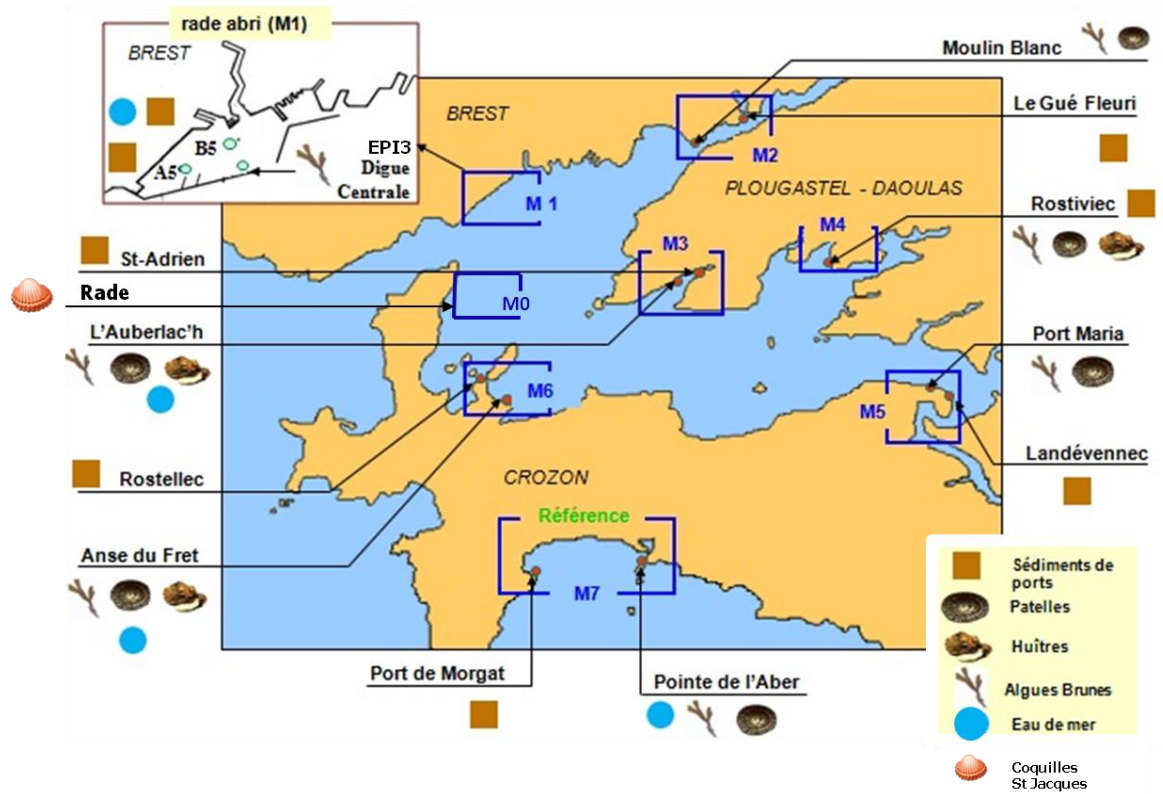 rade abri (M1)
BREST
B5
A5
EPI3
Digue
Centrale
Moulin Blanc
Le Gué Fleuri
BREST
M2
PLOUGASTEL - DAOULAS
Rostiviec
M 1
M4
M3
St-Adrien
Rade
M0
L'Auberlac'h
Port Maria
M6
M5
Landévennec
Rostellec
CROZON
Référence
Anse du Fret
M7
Port de Morgat
Pointe de l'Aber
Sédiments de
ports
Patelles
Huîtres
Algues Brunes
Eau de mer
Coquilles
St Jacques